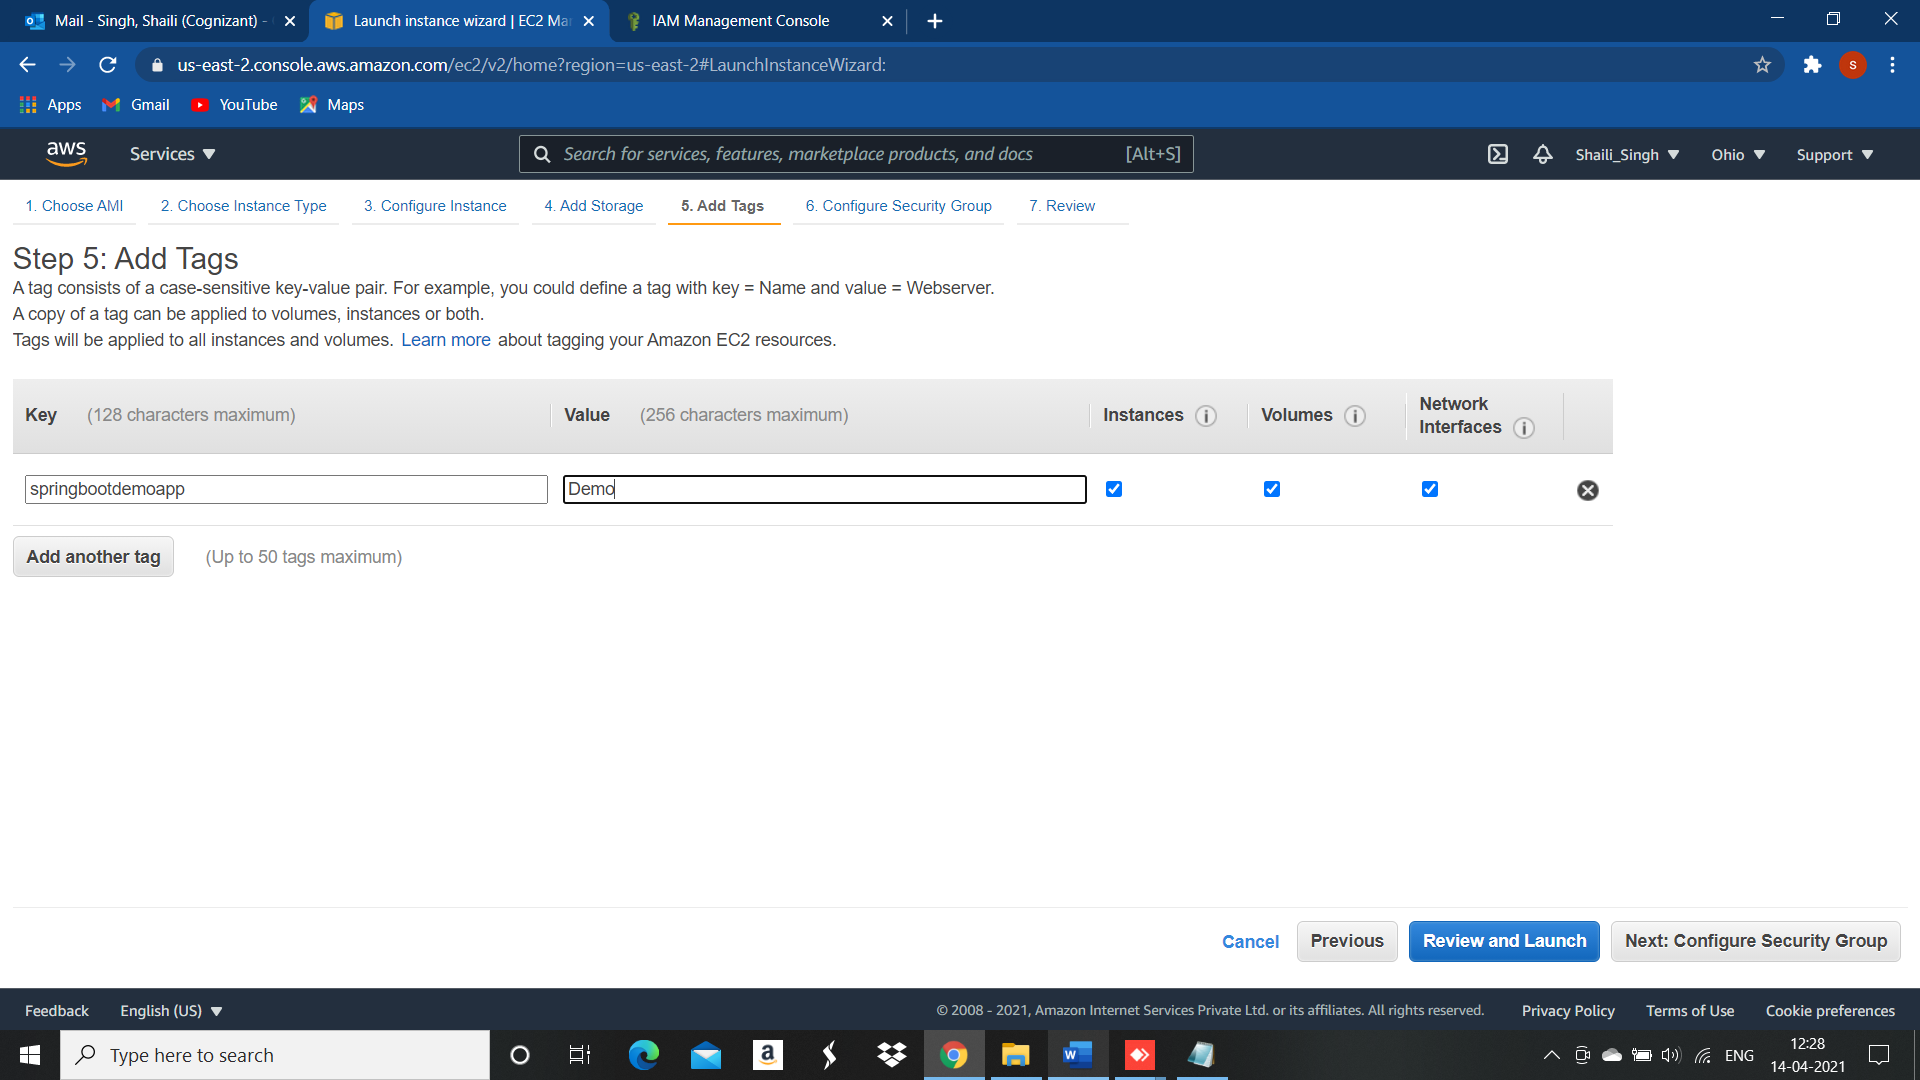 Mail - Singh, Shaili (Cognizant) -
Launch instance wizard | EC2 Ma
IAM Management Console
us-east-2.console.aws.amazon.com/ec2/v2/home?region=us-east-2#LaunchInstanceWizard:
S
Apps
Gmail
YouTube
Maps
aws
Services
Search for services, features, marketplace products, and docs
[Alt+S]
Shaili_Singh
Ohio
Support
1. Choose AMI
2. Choose Instance Type
3. Configure Instance
4. Add Storage
5. Add Tags
6. Configure Security Group
7. Review
Step 5: Add Tags
A tag consists of a case-sensitive key-value pair. For example, you could define a tag with key = Name and value = Webserver.
A copy of a tag can be applied to volumes, instances or both.
Tags will be applied to all instances and volumes. Learn more about tagging your Amazon EC2 resources.
Key (128 characters maximum)
Value (256 characters maximum)
Instances
Volumes
Network
Interfaces
springbootdemoapp
Demo
Add another tag
(Up to 50 tags maximum)
Cancel
Previous
Review and Launch
Next: Configure Security Group
Feedback
English (US)
© 2008 - 2021, Amazon Internet Services Private Ltd. or its affiliates. All rights reserved.
Privacy Policy
Terms of Use
Cookie preferences
Type here to search
ENG
12:28
14-04-2021